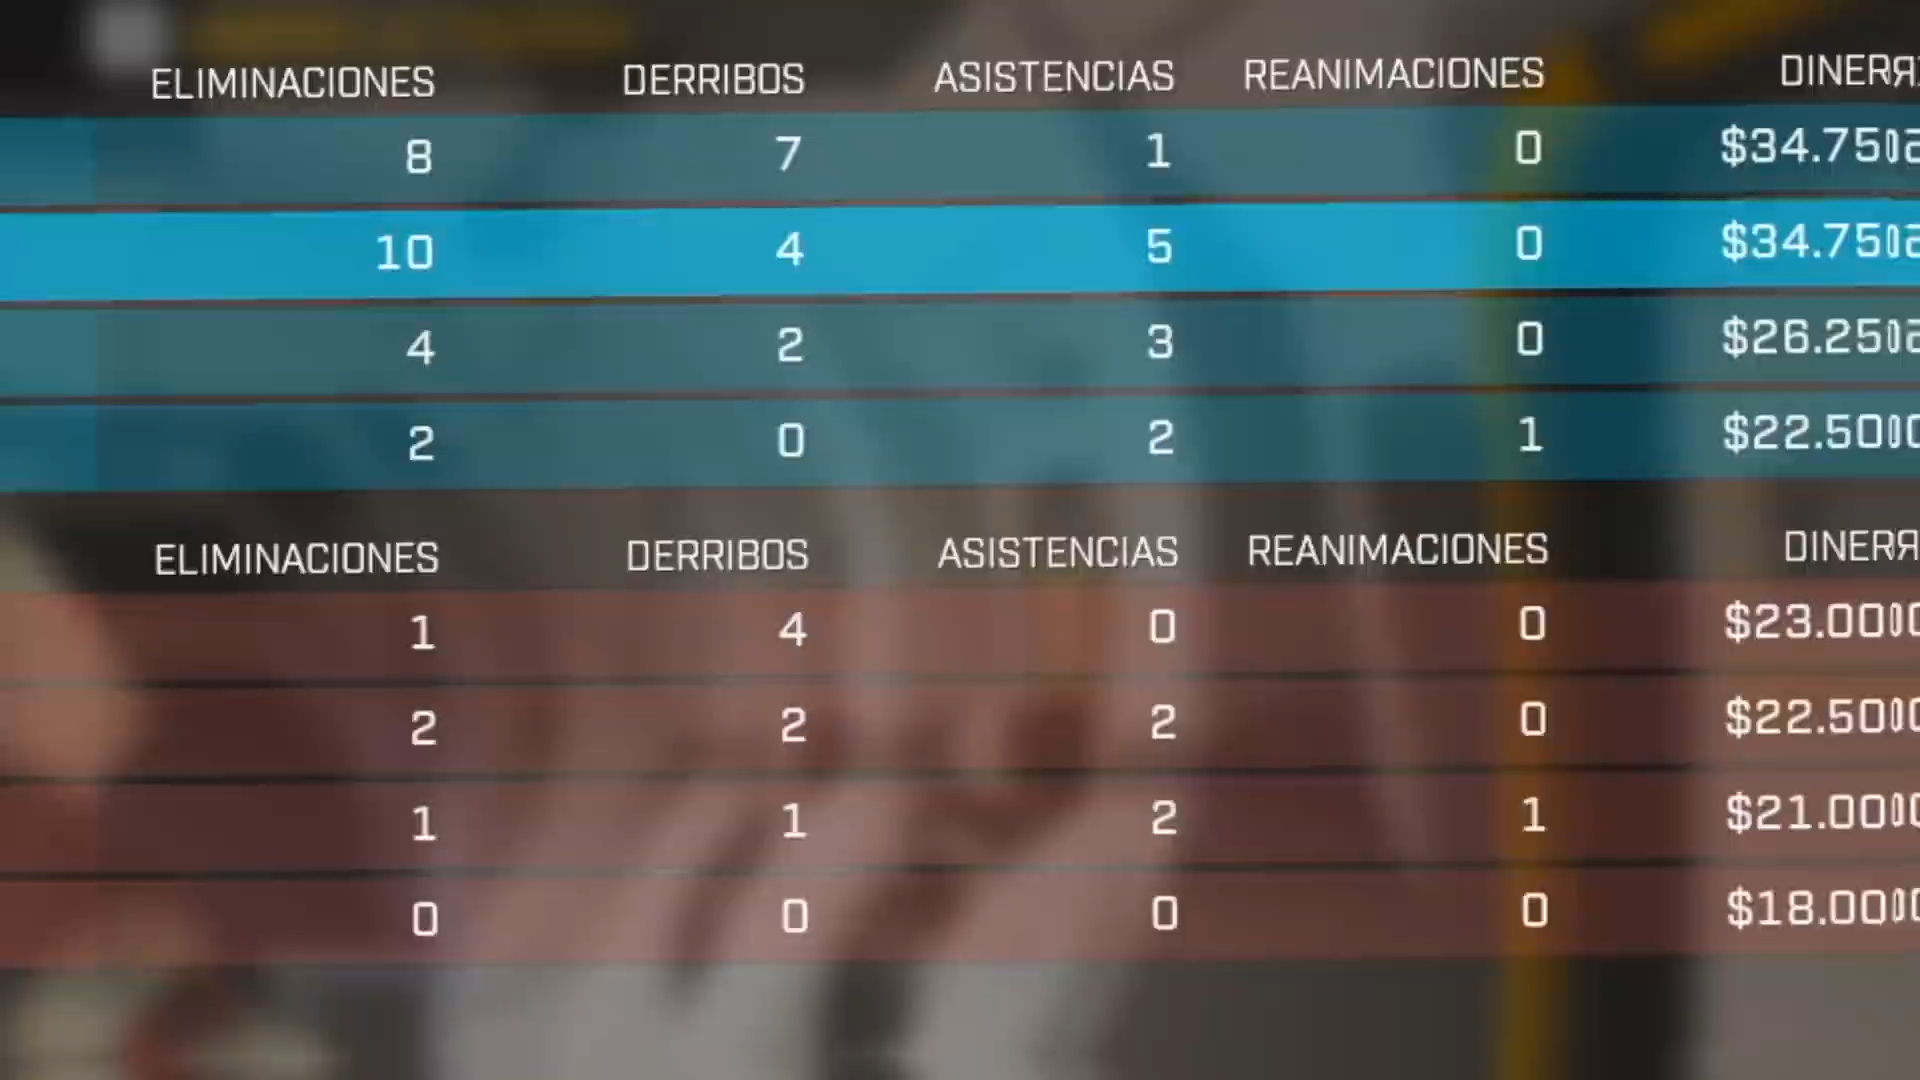 ELIMINACIONES DERRIBOS ASISTENCIAS REANIMACIONES
8 7 1 0
10 4 5 0
4 2 3 0
2 0 2 1
ELIMINACIONES DERRIBOS ASISTENCIAS REANIMACIONES
1 4 0 0
2 2 2 0
1 1 2 1
0 0 0 0